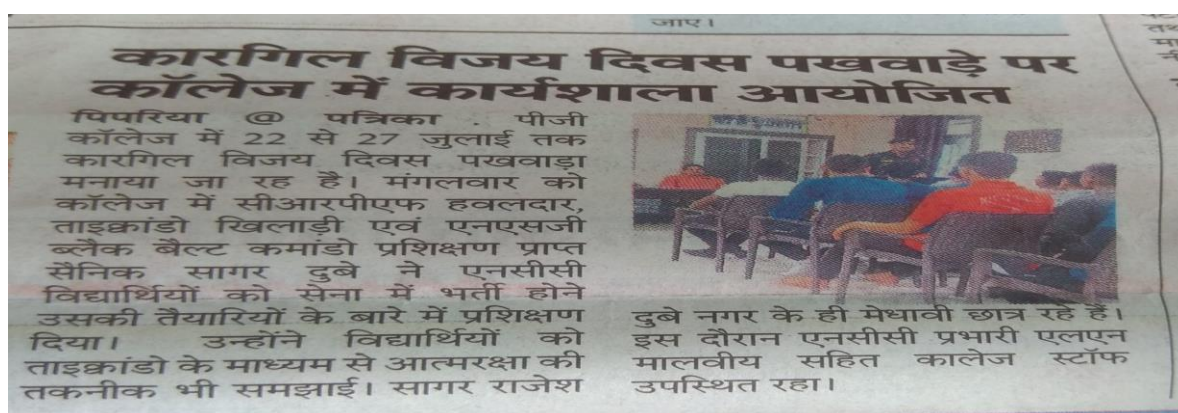 जाए।
कारगिल विजय दिवस पखवाड़े पर
कॉलेज में कार्यशाला आयोजित
पिपरिया @ पत्रिका . पीजी
कॉलेज में 22 से 27 जुलाई तक
कारगिल विजय दिवस पखवाड़ा
मनाया जा रह है। मंगलवार को
कॉलेज में सीआरपीएफ हवलदार,
ताइक्वांडो खिलाड़ी एवं एनएसजी
ब्लैक बैल्ट कमांडो प्रशिक्षण प्राप्त
सैनिक सागर दुबे ने एनसीसी
विद्यार्थियों को सेना में भर्ती होने
उसकी तैयारियों के बारे में प्रशिक्षण
दिया। उन्होंने विद्यार्थियों को
ताइक्वांडो के माध्यम से आत्मरक्षा की
तकनीक भी समझाई। सागर राजेश
दुबे नगर के ही मेधावी छात्र रहे हैं।
इस दौरान एनसीसी प्रभारी एलएन
मालवीय सहित कालेज स्टॉफ
उपस्थित रहा।